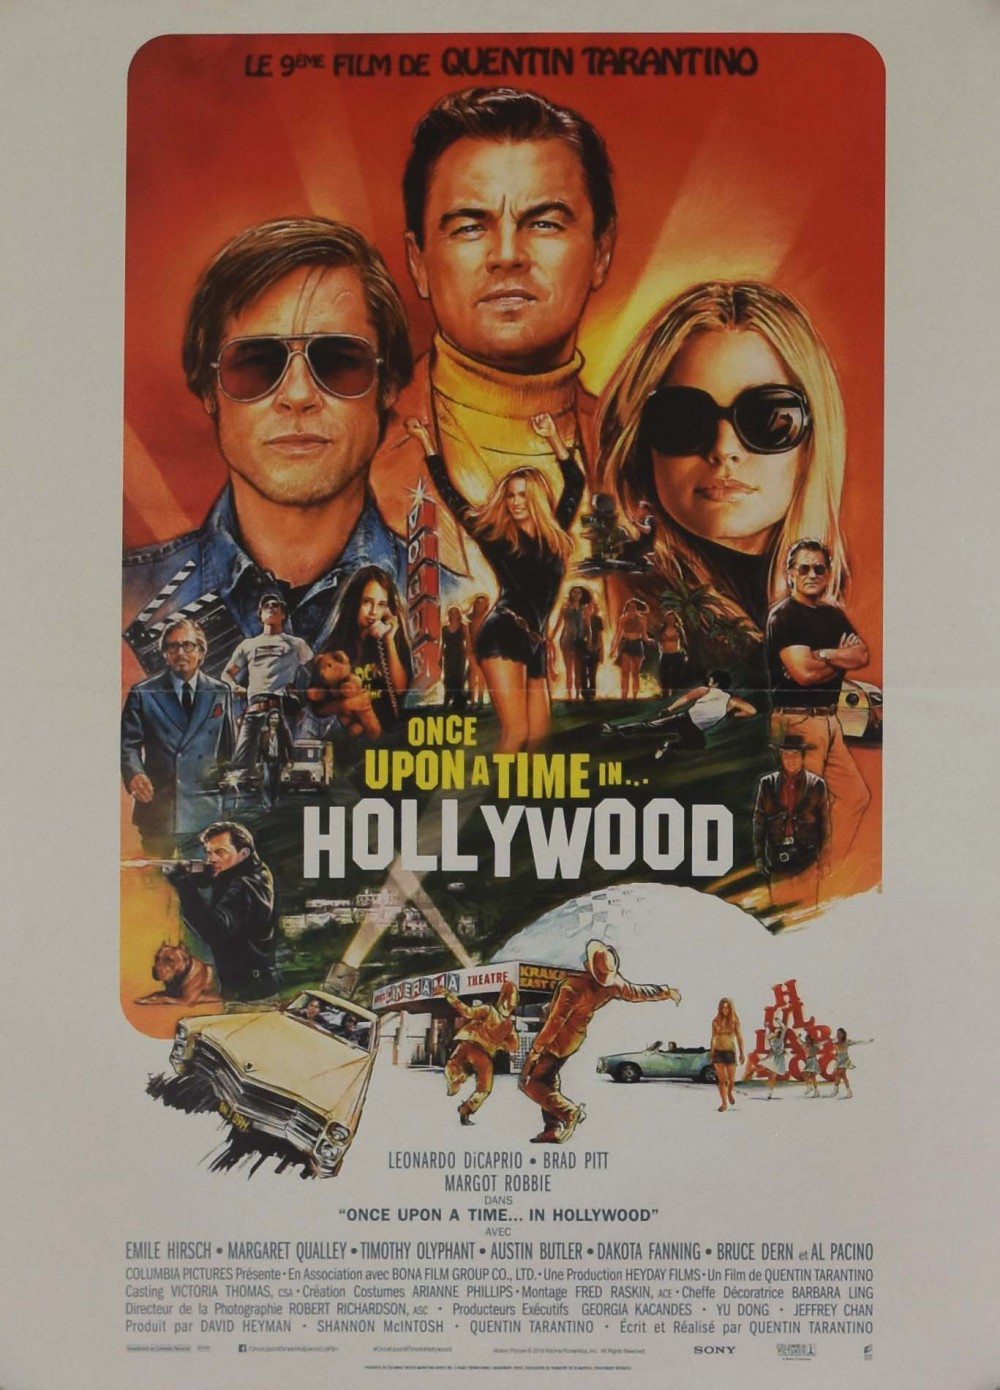 LE 9ÈME FILM DE QUENTIN TARANTINO
ONCE
UPON A TIME IN...
HOLLYWOOD
CINERAMA THEATRE
LEONARDO DiCAPRIO • BRAD PITT
MARGOT ROBBIE
DANS
“ONCE UPON A TIME... IN HOLLYWOOD”
AVEC
EMILE HIRSCH • MARGARET QUALLEY • TIMOTHY OLYPHANT • AUSTIN BUTLER • DAKOTA FANNING • BRUCE DERN et AL PACINO
COLUMBIA PICTURES Présente • En Association avec BONA FILM GROUP CO., LTD. • Une Production HEYDAY FILMS • Un Film de QUENTIN TARANTINO
Casting VICTORIA THOMAS, CSA • Création Costumes ARIANNE PHILLIPS • Montage FRED RASKIN, ACE • Cheffe Décoratrice BARBARA LING
Directeur de la Photographie ROBERT RICHARDSON, ASC • Producteurs Exécutifs GEORGIA KACANDES • YU DONG • JEFFREY CHAN
Produit par DAVID HEYMAN • SHANNON McINTOSH • QUENTIN TARANTINO • Écrit et Réalisé par QUENTIN TARANTINO
SONY
COLUMBIA
PICTURES